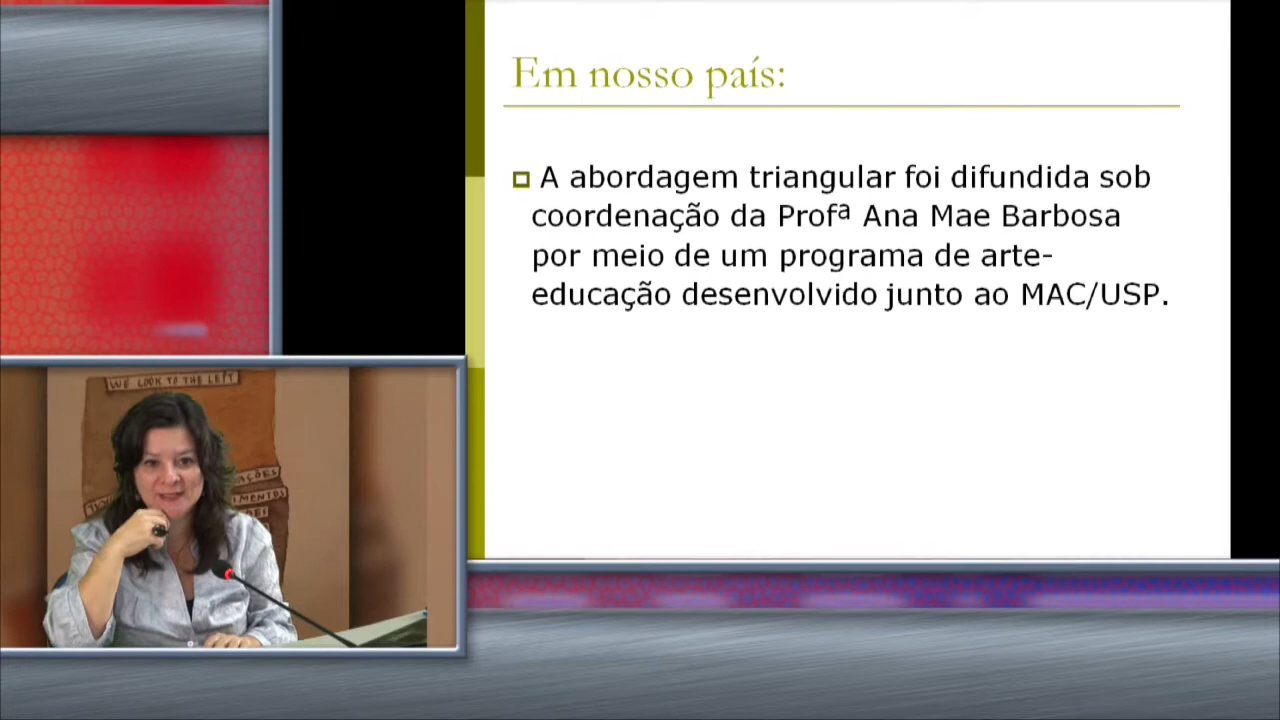 Em nosso país:
A abordagem triangular foi difundida sob
coordenação da Profª Ana Mae Barbosa
por meio de um programa de arte-
educação desenvolvido junto ao MAC/USP.
WE LOOK TO THE LEFT